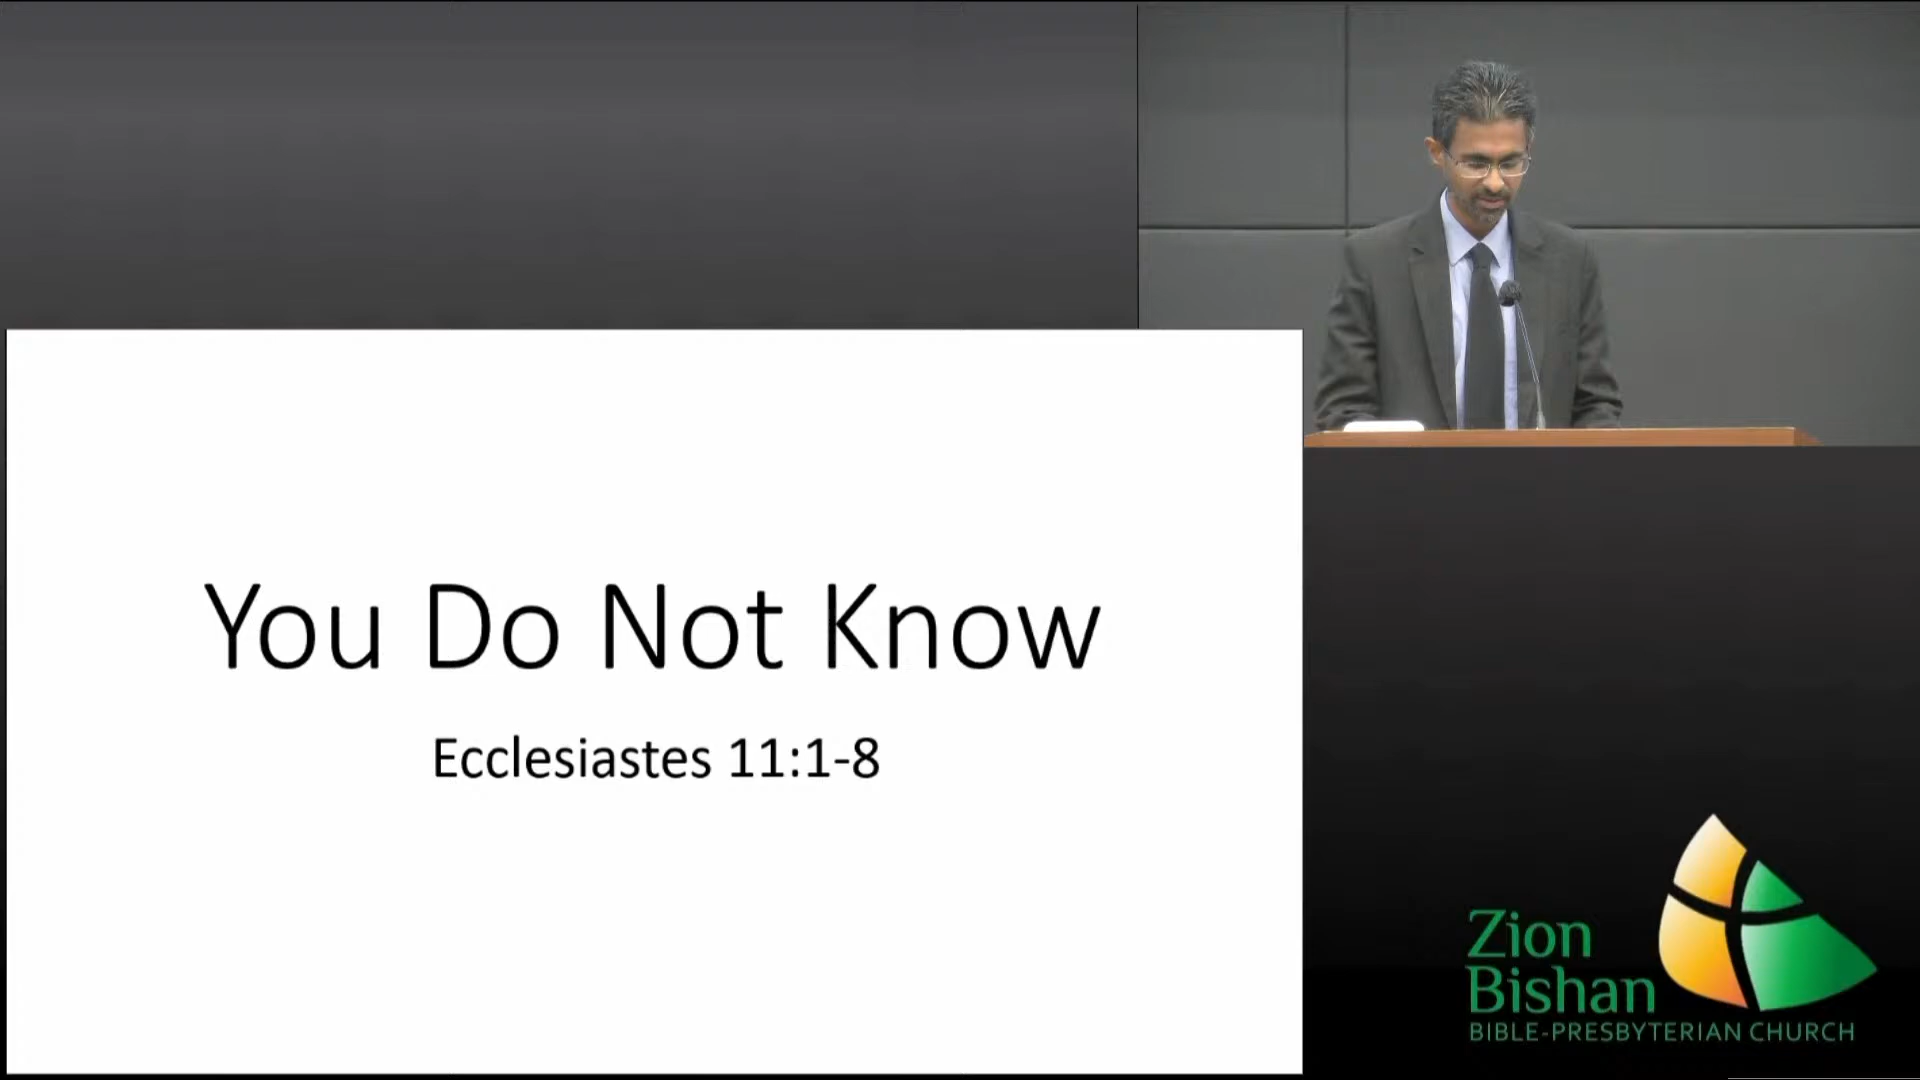 You Do Not Know
Ecclesiastes 11:1-8
Zion
Bishan
BIBLE-PRESBYTERIAN CHURCH